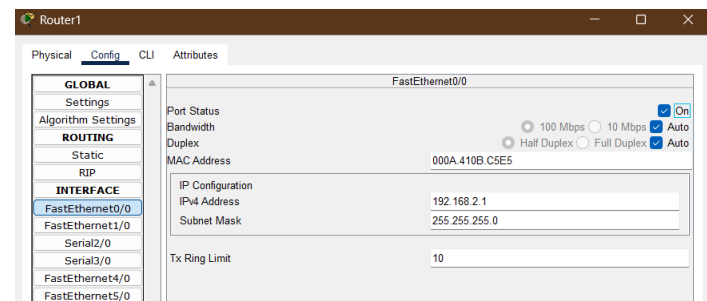 Router1
Physical Config CLI Attributes
GLOBAL
Settings
Algorithm Settings
ROUTING
Static
RIP
INTERFACE
FastEthernet0/0
FastEthernet1/0
Serial2/0
Serial3/0
FastEthernet4/0
FastEthernet5/0
FastEthernet0/0
Port Status On
Bandwidth 100 Mbps 10 Mbps Auto
Duplex Half Duplex Full Duplex Auto
MAC Address 000A.410B.C5E5
IP Configuration
IPv4 Address 192.168.2.1
Subnet Mask 255.255.255.0
Tx Ring Limit 10